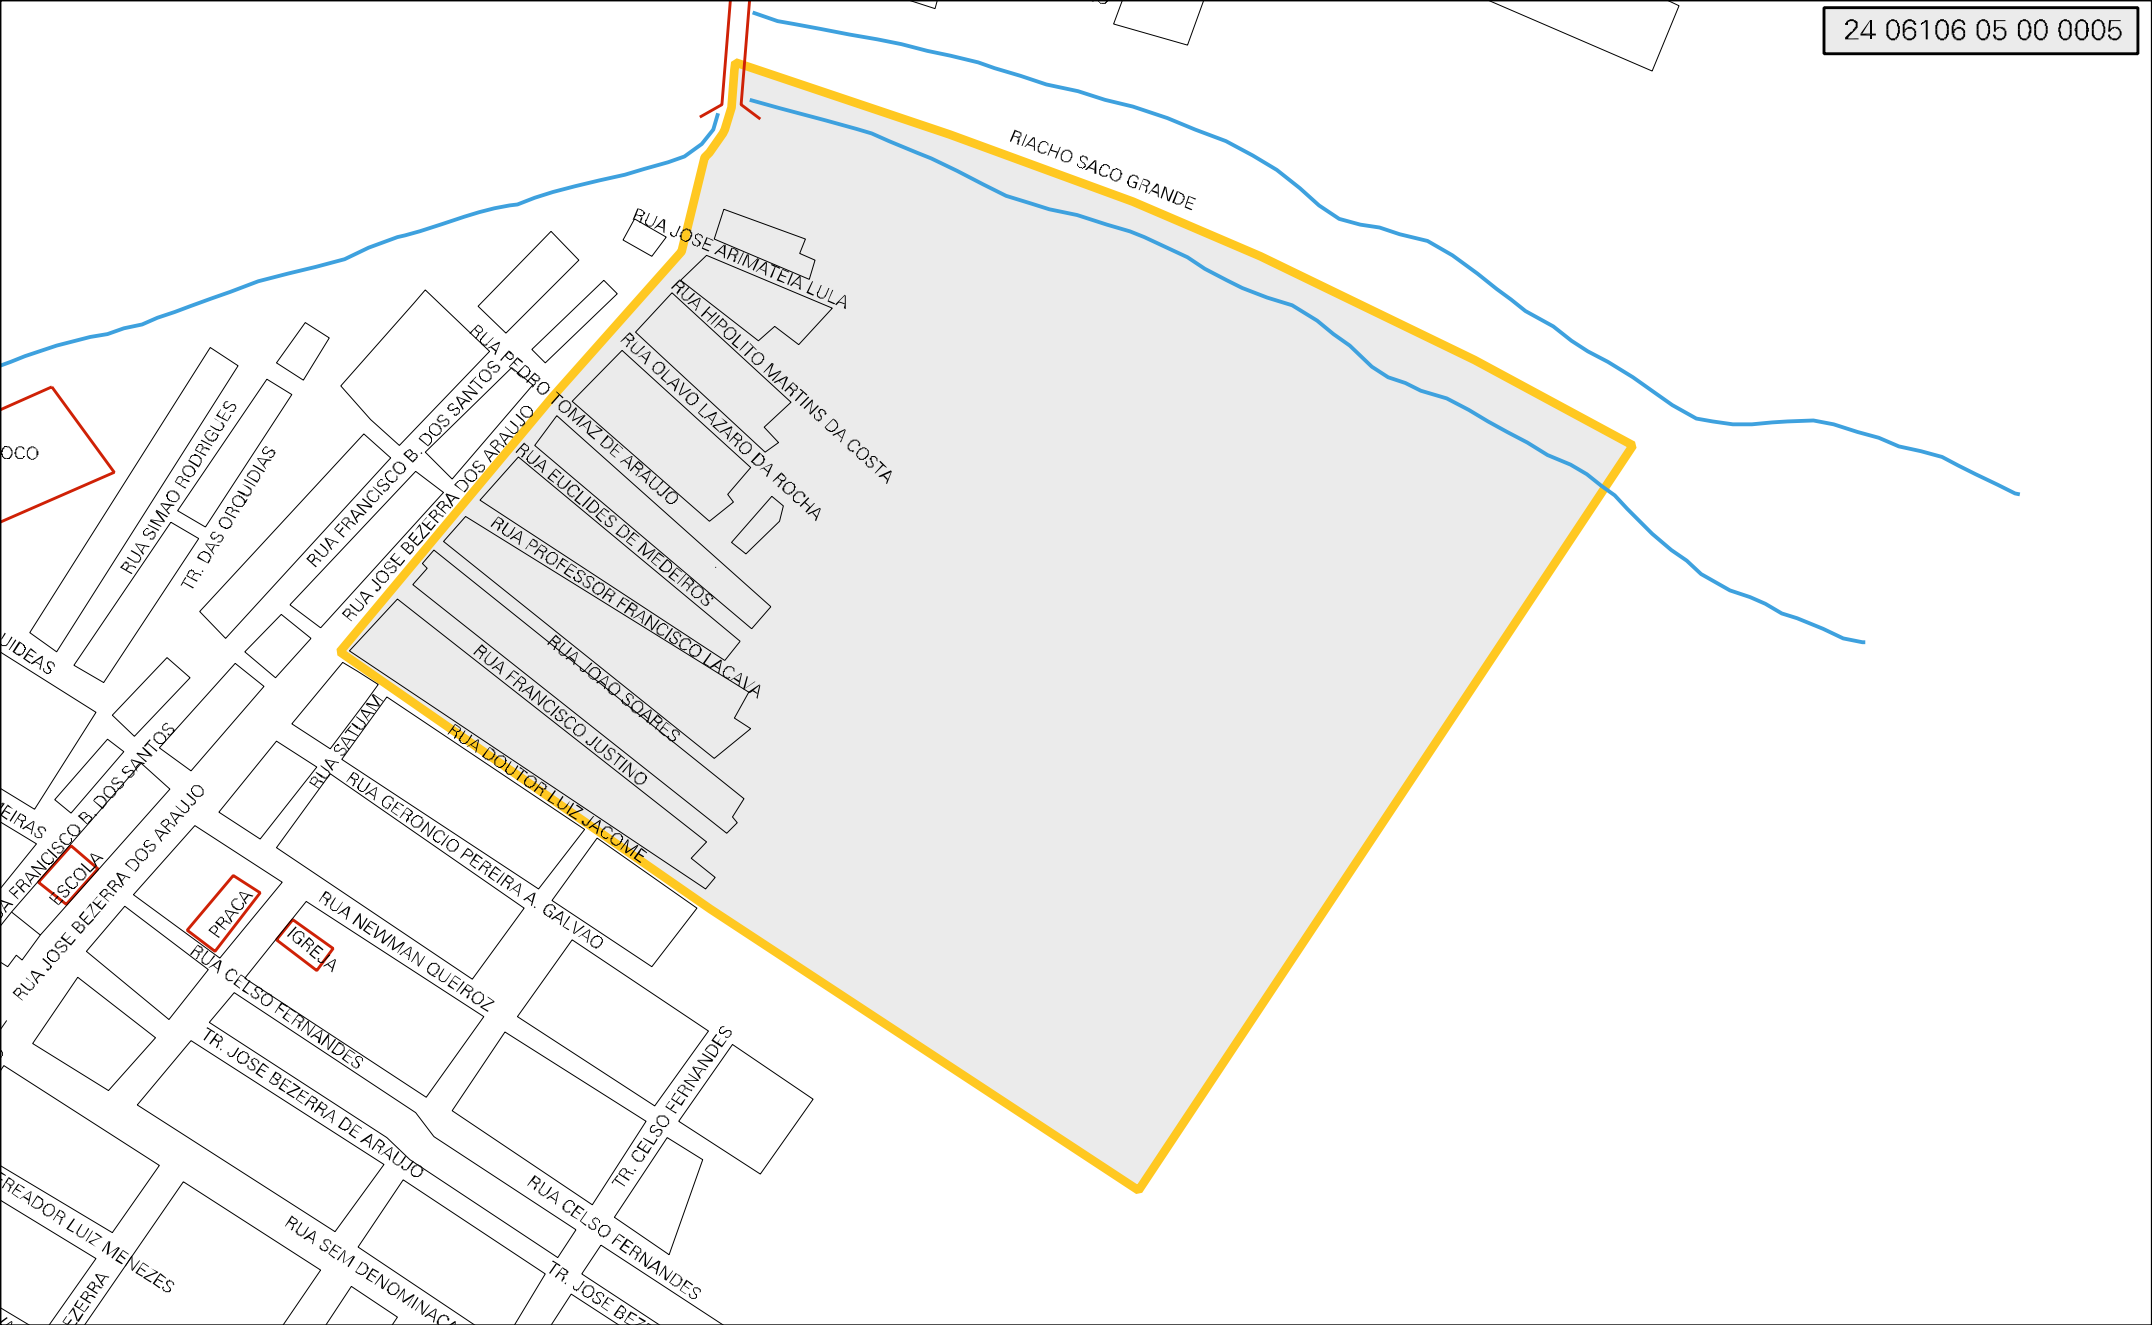 24 06106 05 00 0005
RIACHO SACO GRANDE
RUA JOSE ARIMATEIA LULA
RUA HIPOLITO MARTINS DA COSTA
RUA PEDRO TOMAZ DE ARAUJO
RUA OLAVO LAZARO DA ROCHA
RUA FRANCISCO B. DOS SANTOS
RUA SIMAO RODRIGUES
RUA JOSE BEZERRA DOS ARAUJO
TR. DAS ORQUIDIAS
OCO
RUA EUCLIDES DE MEDEIROS
RUA PROFESSOR FRANCISCO LACAVA
RUA JOAO SOARES
RUA FRANCISCO JUSTINO
UIDEAS
RUA SATUAM
RUA DOUTOR LUIZ JACOME
RUA GERONCIO PEREIRA A. GALVAO
EIRAS
A FRANCISCO B. DOS SANTOS
RUA JOSE BEZERRA DOS ARAUJO
ESCOLA
PRACA
IGREJA
RUA NEWMAN QUEIROZ
RUA CELSO FERNANDES
TR. JOSE BEZERRA DE ARAUJO
TR. CELSO FERNANDES
RUA CELSO FERNANDES
EREADOR LUIZ MENEZES
RUA SEM DENOMINACA
TR. JOSE BEZE
EZERRA